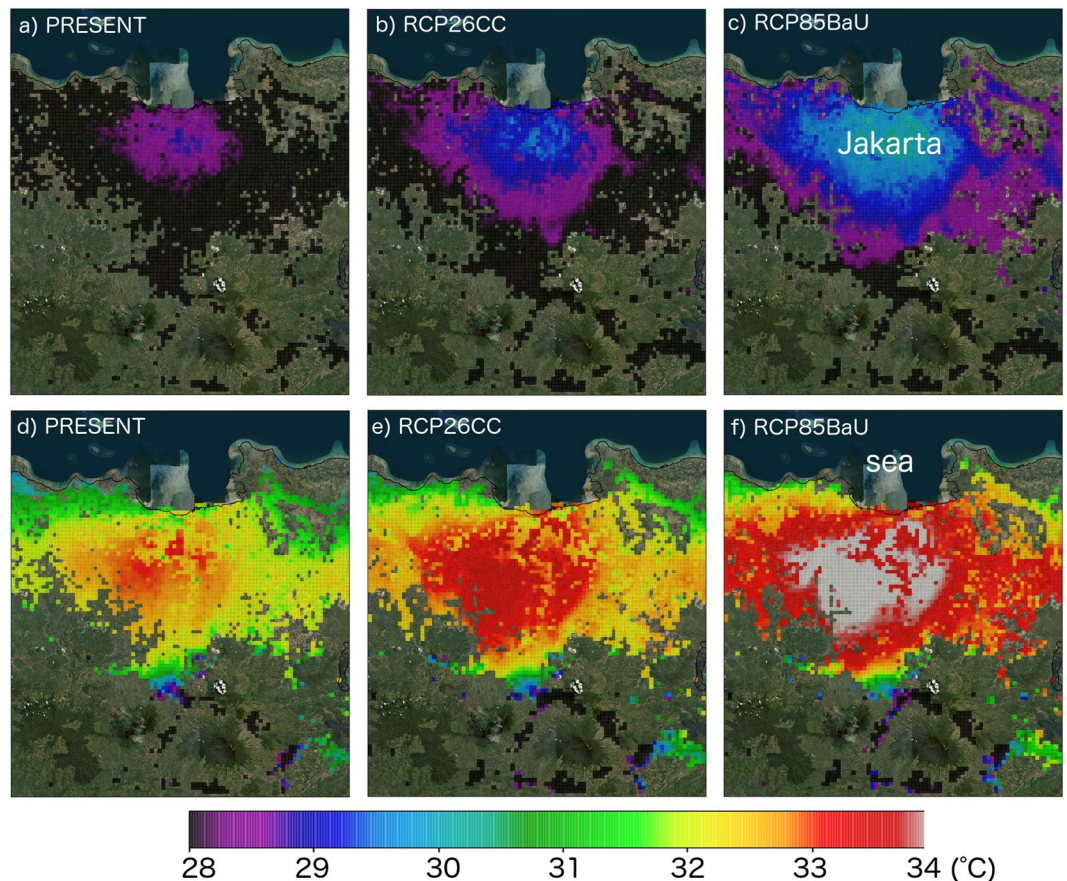 a) PRESENT
b) RCP26CC
c) RCP85BaU
Jakarta
d) PRESENT
e) RCP26CC
f) RCP85BaU
sea
28 29 30 31 32 33 34 (°C)